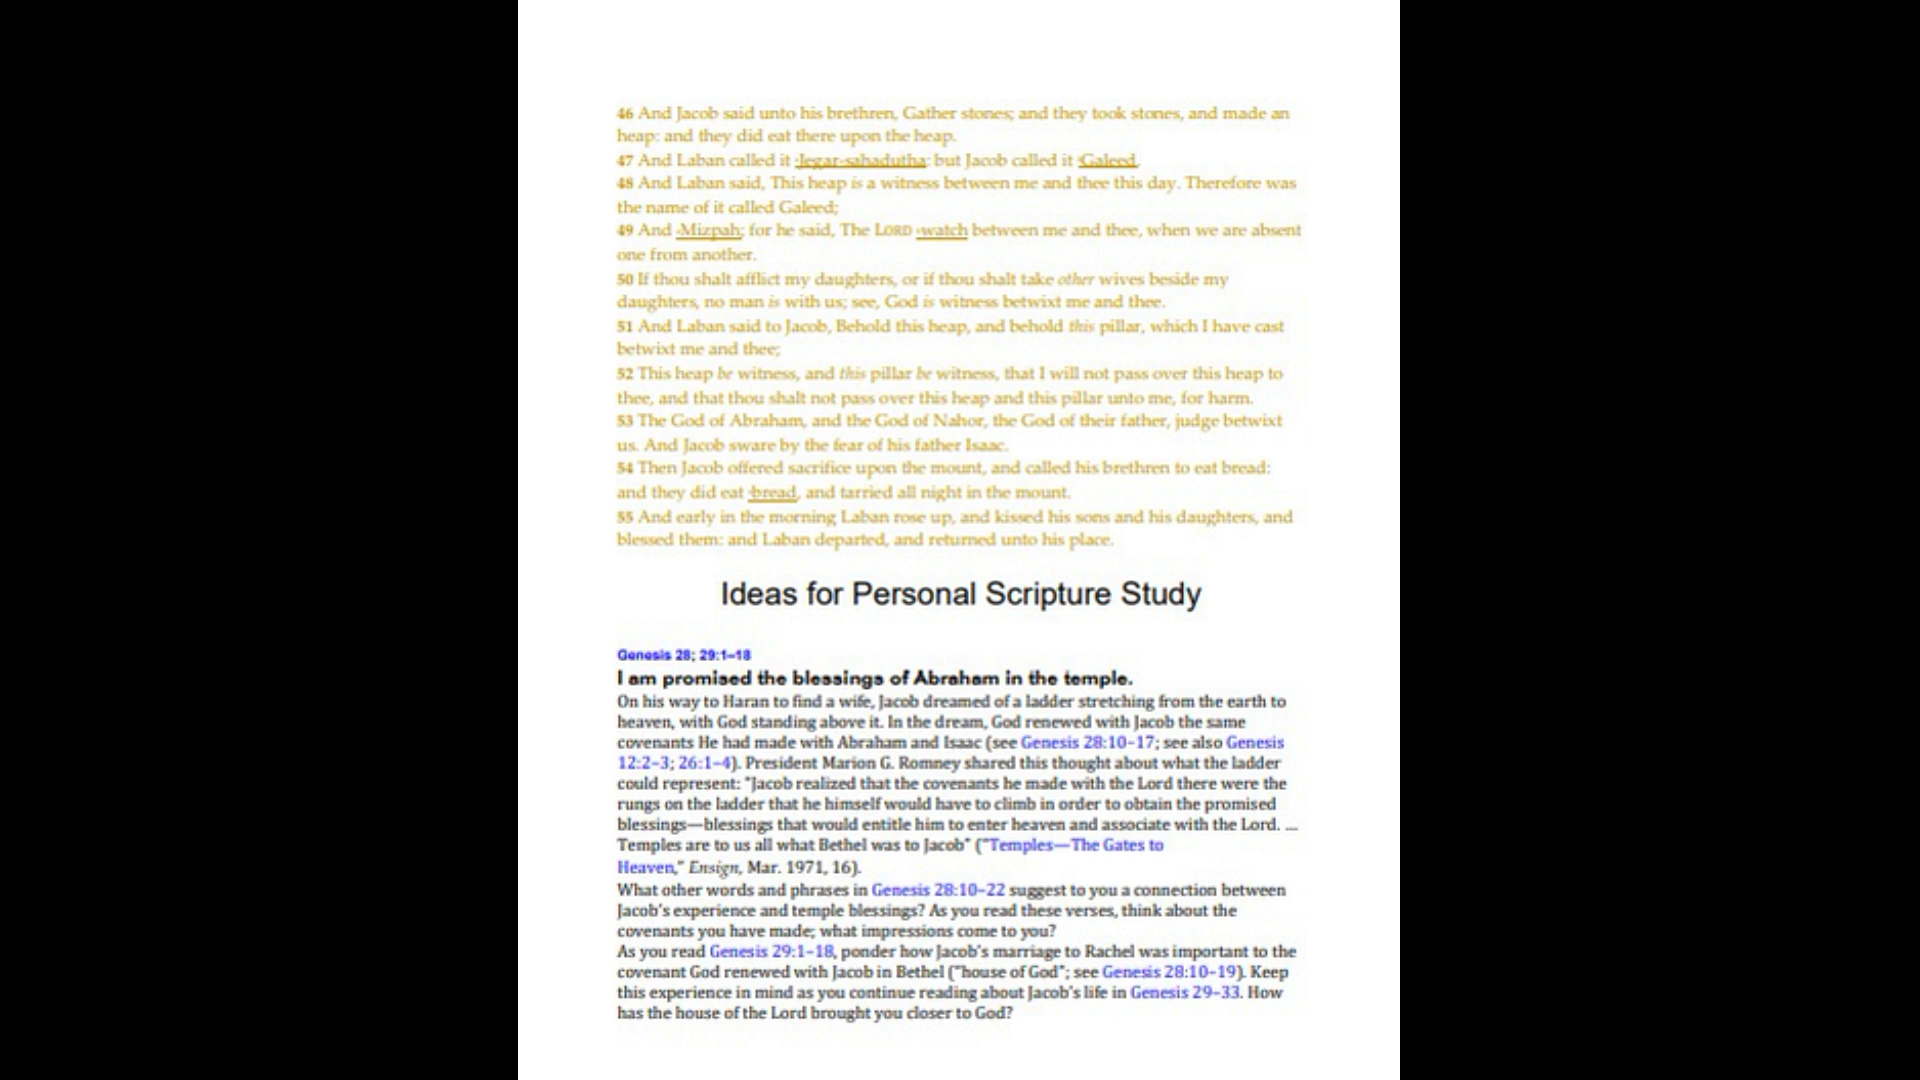 46 And Jacob said unto his brethren, Gather stones; and they took stones, and made an
heap: and they did eat there upon the heap.
47 And Laban called it Jegar-sahadutha: but Jacob called it Galeed.
48 And Laban said, This heap is a witness between me and thee this day. Therefore was
the name of it called Galeed;
49 And Mizpah; for he said, The LORD watch between me and thee, when we are absent
one from another.
50 If thou shalt afflict my daughters, or if thou shalt take other wives beside my
daughters, no man is with us; see, God is witness betwixt me and thee.
51 And Laban said to Jacob, Behold this heap, and behold this pillar, which I have cast
betwixt me and thee;
52 This heap be witness, and this pillar be witness, that I will not pass over this heap to
thee, and that thou shalt not pass over this heap and this pillar unto me, for harm.
53 The God of Abraham, and the God of Nahor, the God of their father, judge betwixt
us. And Jacob sware by the fear of his father Isaac.
54 Then Jacob offered sacrifice upon the mount, and called his brethren to eat bread:
and they did eat bread, and tarried all night in the mount.
55 And early in the morning Laban rose up, and kissed his sons and his daughters, and
blessed them: and Laban departed, and returned unto his place.
Ideas for Personal Scripture Study
Genesis 28; 29:1–18
I am promised the blessings of Abraham in the temple.
On his way to Haran to find a wife, Jacob dreamed of a ladder stretching from the earth to
heaven, with God standing above it. In the dream, God renewed with Jacob the same
covenants He had made with Abraham and Isaac (see Genesis 28:10–17; see also Genesis
12:2–3; 26:1–4). President Marion G. Romney shared this thought about what the ladder
could represent: "Jacob realized that the covenants he made with the Lord there were the
rungs on the ladder that he himself would have to climb in order to obtain the promised
blessings—blessings that would entitle him to enter heaven and associate with the Lord. ...
Temples are to us all what Bethel was to Jacob" ("Temples—The Gates to
Heaven," Ensign, Mar. 1971, 16).
What other words and phrases in Genesis 28:10–22 suggest to you a connection between
Jacob's experience and temple blessings? As you read these verses, think about the
covenants you have made; what impressions come to you?
As you read Genesis 29:1–18, ponder how Jacob's marriage to Rachel was important to the
covenant God renewed with Jacob in Bethel ("house of God"; see Genesis 28:10–19). Keep
this experience in mind as you continue reading about Jacob's life in Genesis 29–33. How
has the house of the Lord brought you closer to God?